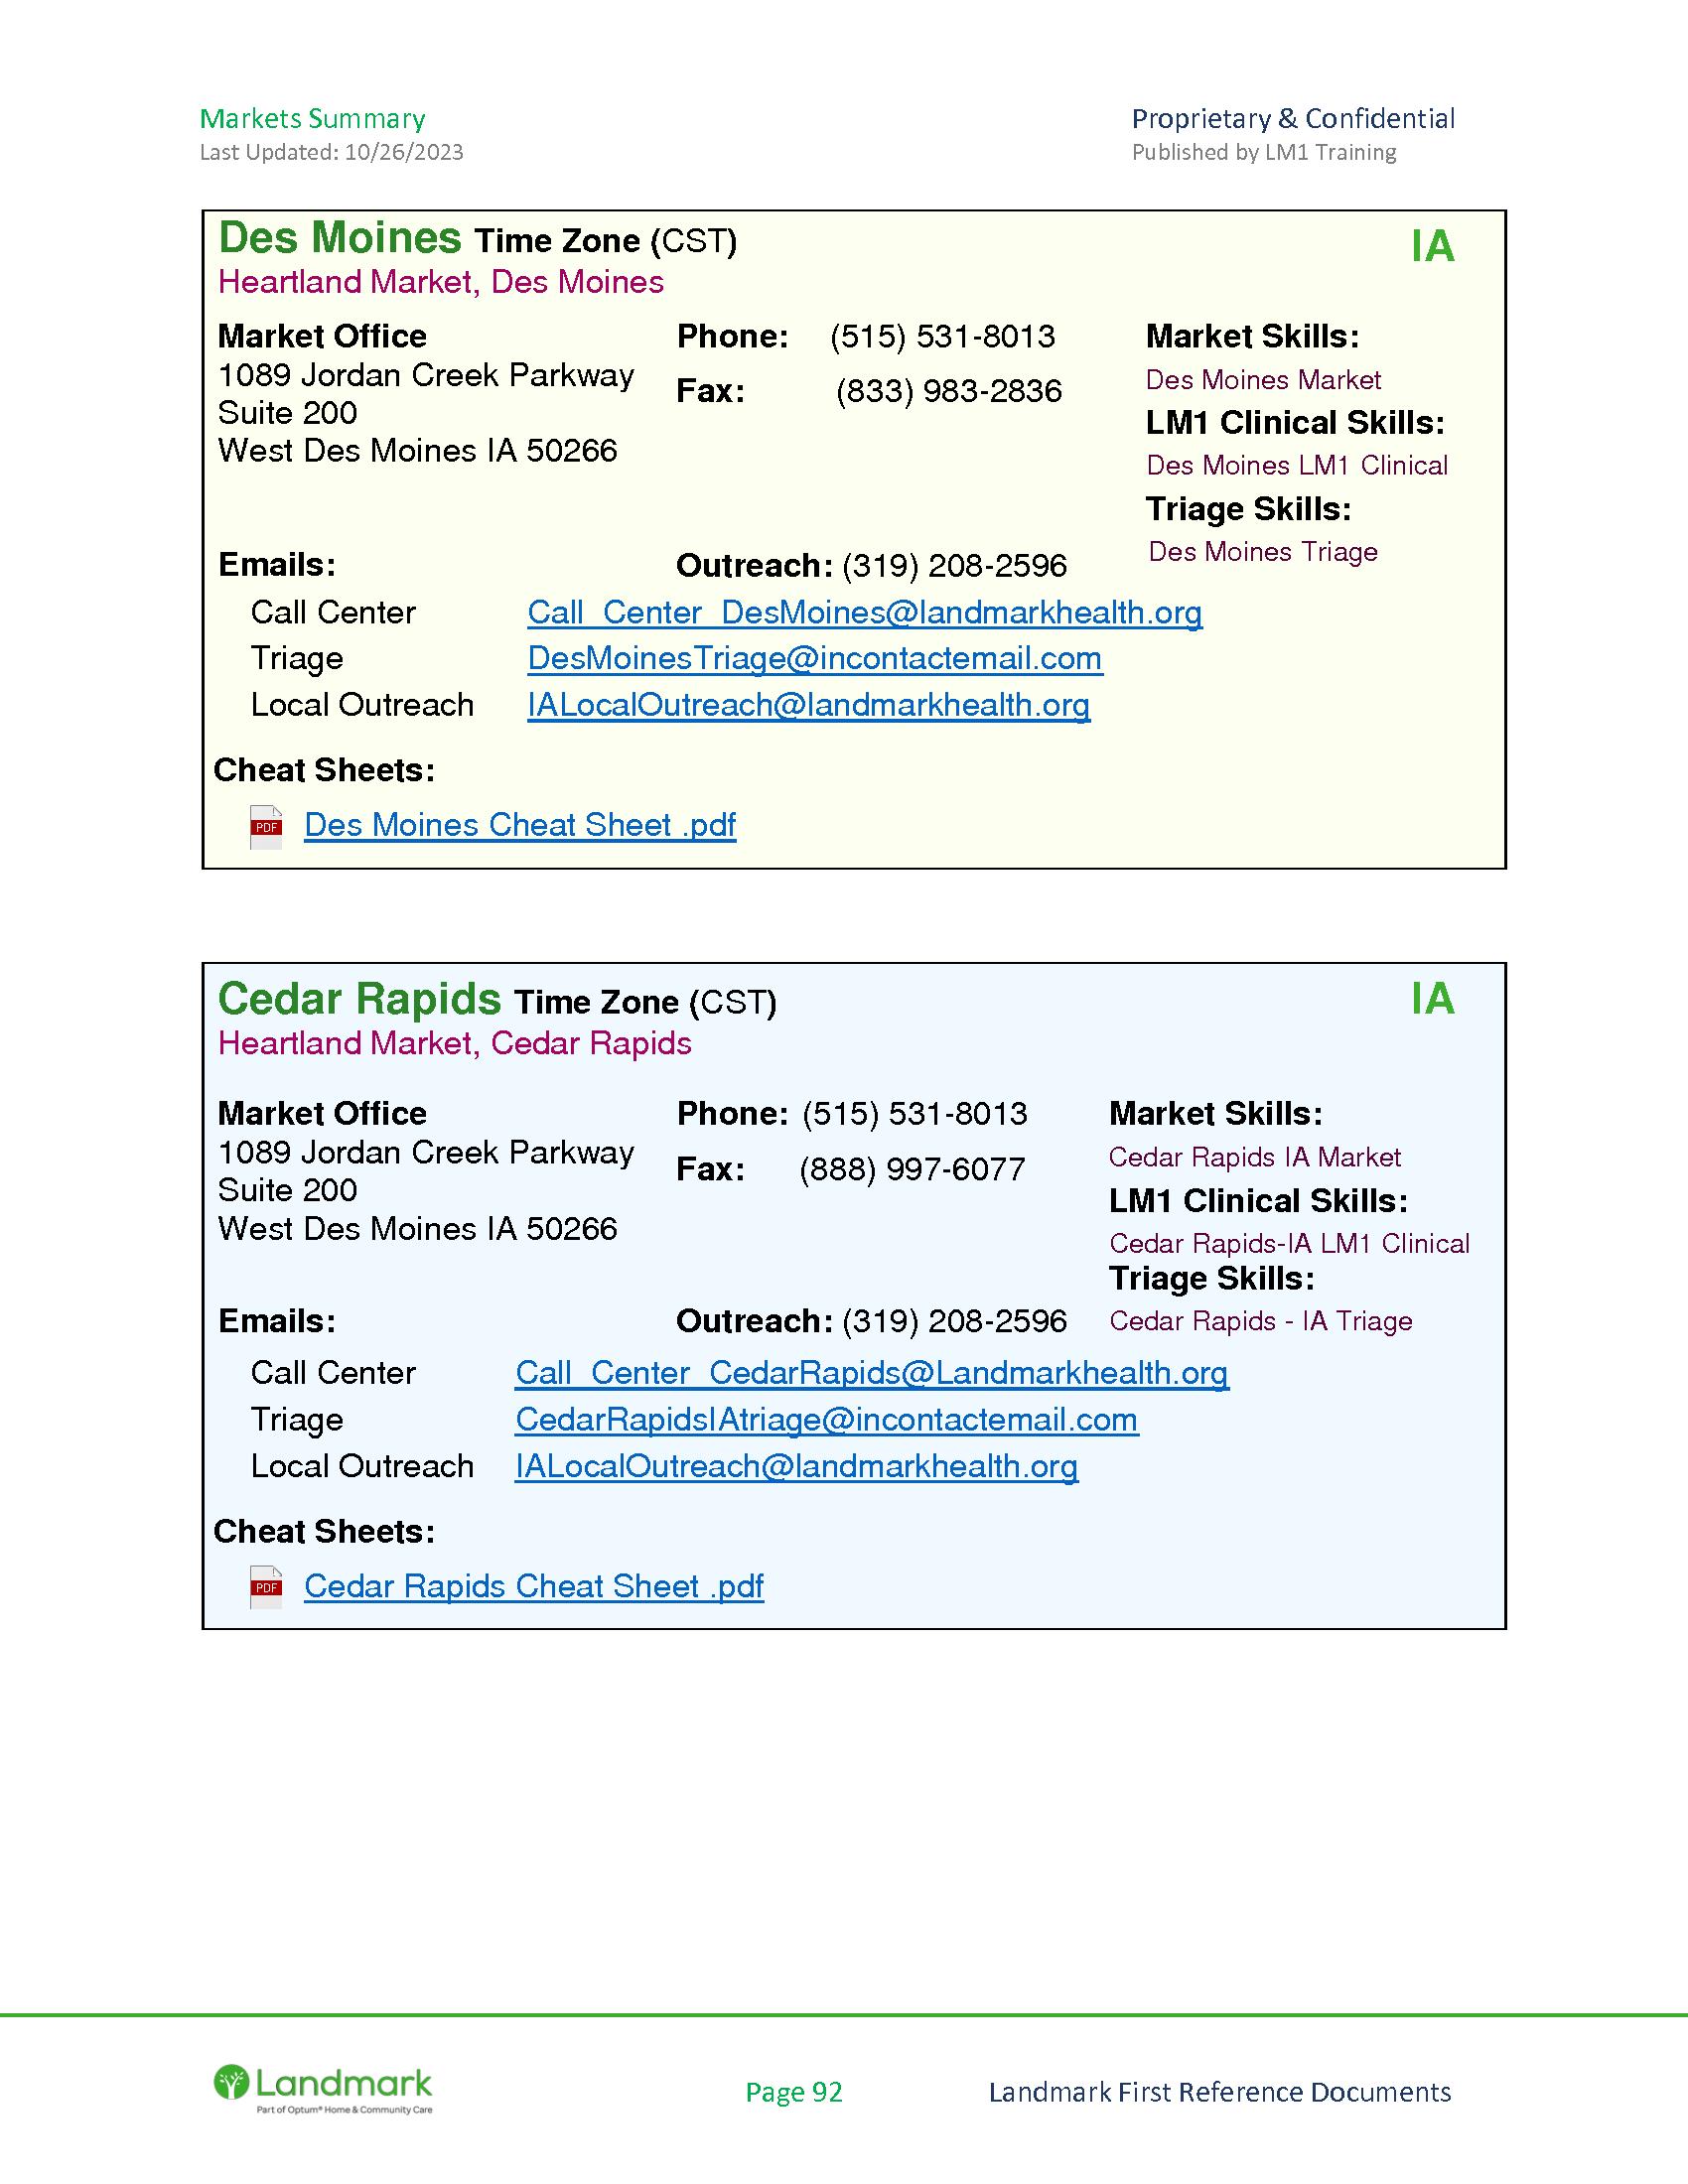 Markets Summary
Last Updated: 10/26/2023
Proprietary & Confidential
Published by LM1 Training
Des Moines Time Zone (CST)
IA
Heartland Market, Des Moines
Market Office
1089 Jordan Creek Parkway
Suite 200
West Des Moines IA 50266
Phone: (515) 531-8013
Fax: (833) 983-2836
Market Skills:
Des Moines Market
LM1 Clinical Skills:
Des Moines LM1 Clinical
Triage Skills:
Des Moines Triage
Emails:
Outreach: (319) 208-2596
Call Center Call_Center_DesMoines@landmarkhealth.org
Triage DesMoinesTriage@incontactemail.com
Local Outreach IALocalOutreach@landmarkhealth.org
Cheat Sheets:
PDF Des Moines Cheat Sheet .pdf
Cedar Rapids Time Zone (CST)
IA
Heartland Market, Cedar Rapids
Market Office
1089 Jordan Creek Parkway
Suite 200
West Des Moines IA 50266
Phone: (515) 531-8013
Fax: (888) 997-6077
Market Skills:
Cedar Rapids IA Market
LM1 Clinical Skills:
Cedar Rapids-IA LM1 Clinical
Triage Skills:
Cedar Rapids - IA Triage
Emails:
Outreach: (319) 208-2596
Call Center Call_Center_CedarRapids@Landmarkhealth.org
Triage CedarRapidsIAtriage@incontactemail.com
Local Outreach IALocalOutreach@landmarkhealth.org
Cheat Sheets:
PDF Cedar Rapids Cheat Sheet .pdf
Landmark
Part of Optum® Home & Community Care
Page 92
Landmark First Reference Documents